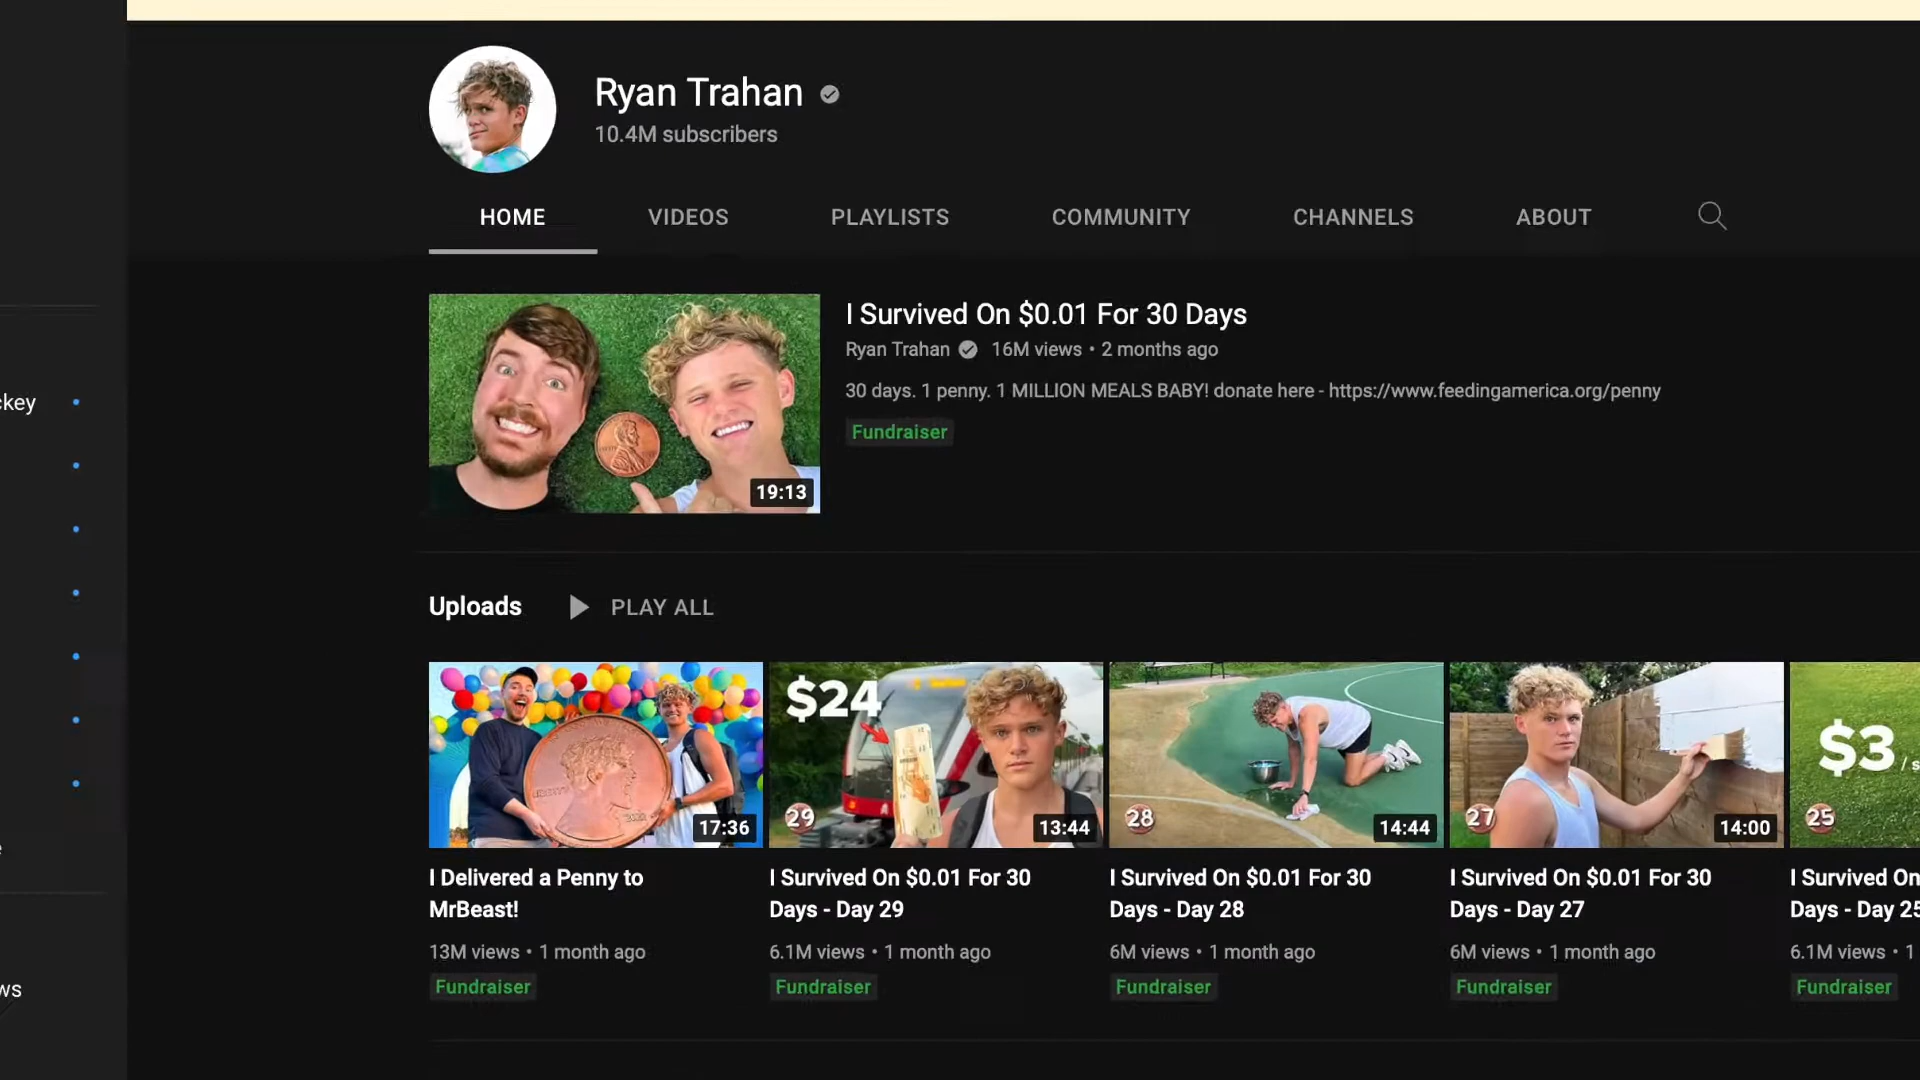 Ryan Trahan
10.4M subscribers
HOME
VIDEOS
PLAYLISTS
COMMUNITY
CHANNELS
ABOUT
19:13
I Survived On $0.01 For 30 Days
Ryan Trahan 16M views • 2 months ago
30 days. 1 penny. 1 MILLION MEALS BABY! donate here - https://www.feedingamerica.org/penny
Fundraiser
ckey
Uploads
PLAY ALL
17:36
I Delivered a Penny to
MrBeast!
13M views • 1 month ago
Fundraiser
$24
29
13:44
I Survived On $0.01 For 30
Days - Day 29
6.1M views • 1 month ago
Fundraiser
28
14:44
I Survived On $0.01 For 30
Days - Day 28
6M views • 1 month ago
Fundraiser
27
14:00
I Survived On $0.01 For 30
Days - Day 27
6M views • 1 month ago
Fundraiser
$3 / s
25
I Survived On
Days - Day 25
6.1M views • 1
Fundraiser
e
ws